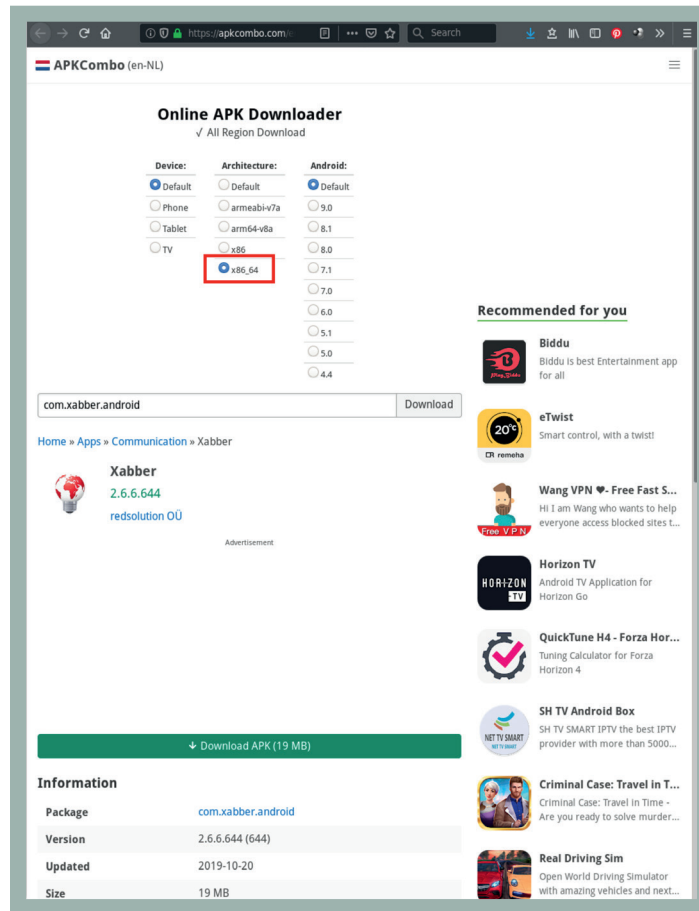 https://apkcombo.com/
Search
APKCombo (en-NL)
Online APK Downloader
√ All Region Download
Device:
Default
Phone
Tablet
TV
Architecture:
Default
armeabi-v7a
arm64-v8a
x86
x86_64
Android:
Default
9.0
8.1
8.0
7.1
7.0
6.0
5.1
5.0
4.4
com.xabber.android
Download
Home » Apps » Communication » Xabber
Xabber
2.6.6.644
redsolution OÜ
Advertisement
Download APK (19 MB)
Information
Package com.xabber.android
Version 2.6.6.644 (644)
Updated 2019-10-20
Size 19 MB
Recommended for you
Biddu
Biddu is best Entertainment app
for all
20°C
remeha
eTwist
Smart control, with a twist!
Free VPN
Wang VPN ❤- Free Fast S...
Hi I am Wang who wants to help
everyone access blocked sites t...
HORIZON
TV
Horizon TV
Android TV Application for
Horizon Go
QuickTune H4 - Forza Hor...
Tuning Calculator for Forza
Horizon 4
NET TV SMART
SH TV Android Box
SH TV SMART IPTV the best IPTV
provider with more than 5000...
Criminal Case: Travel in T...
Criminal Case: Travel in Time -
Are you ready to solve murder...
Real Driving Sim
Open World Driving Simulator
with amazing vehicles and next...